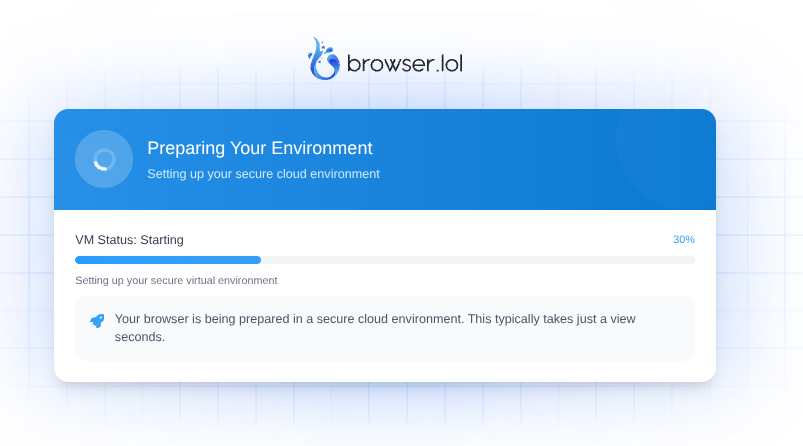 browser.lol
Preparing Your Environment
Setting up your secure cloud environment
VM Status: Starting
30%
Setting up your secure virtual environment
Your browser is being prepared in a secure cloud environment. This typically takes just a view
seconds.